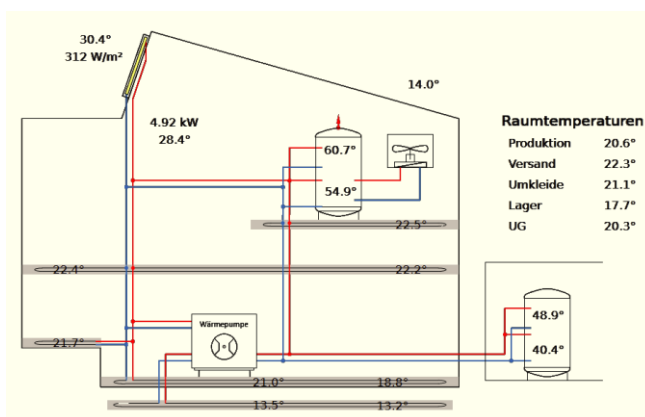 30.4°
312 W/m²
14.0°
4.92 kW
28.4°
60.7°
54.9°
Raumtemperaturen
Produktion 20.6°
Versand 22.3°
Umkleide 21.1°
Lager 17.7°
UG 20.3°
22.5°
22.4° 22.2°
48.9°
40.4°
Wärmepumpe
21.7°
21.0° 18.8°
13.5° 13.2°